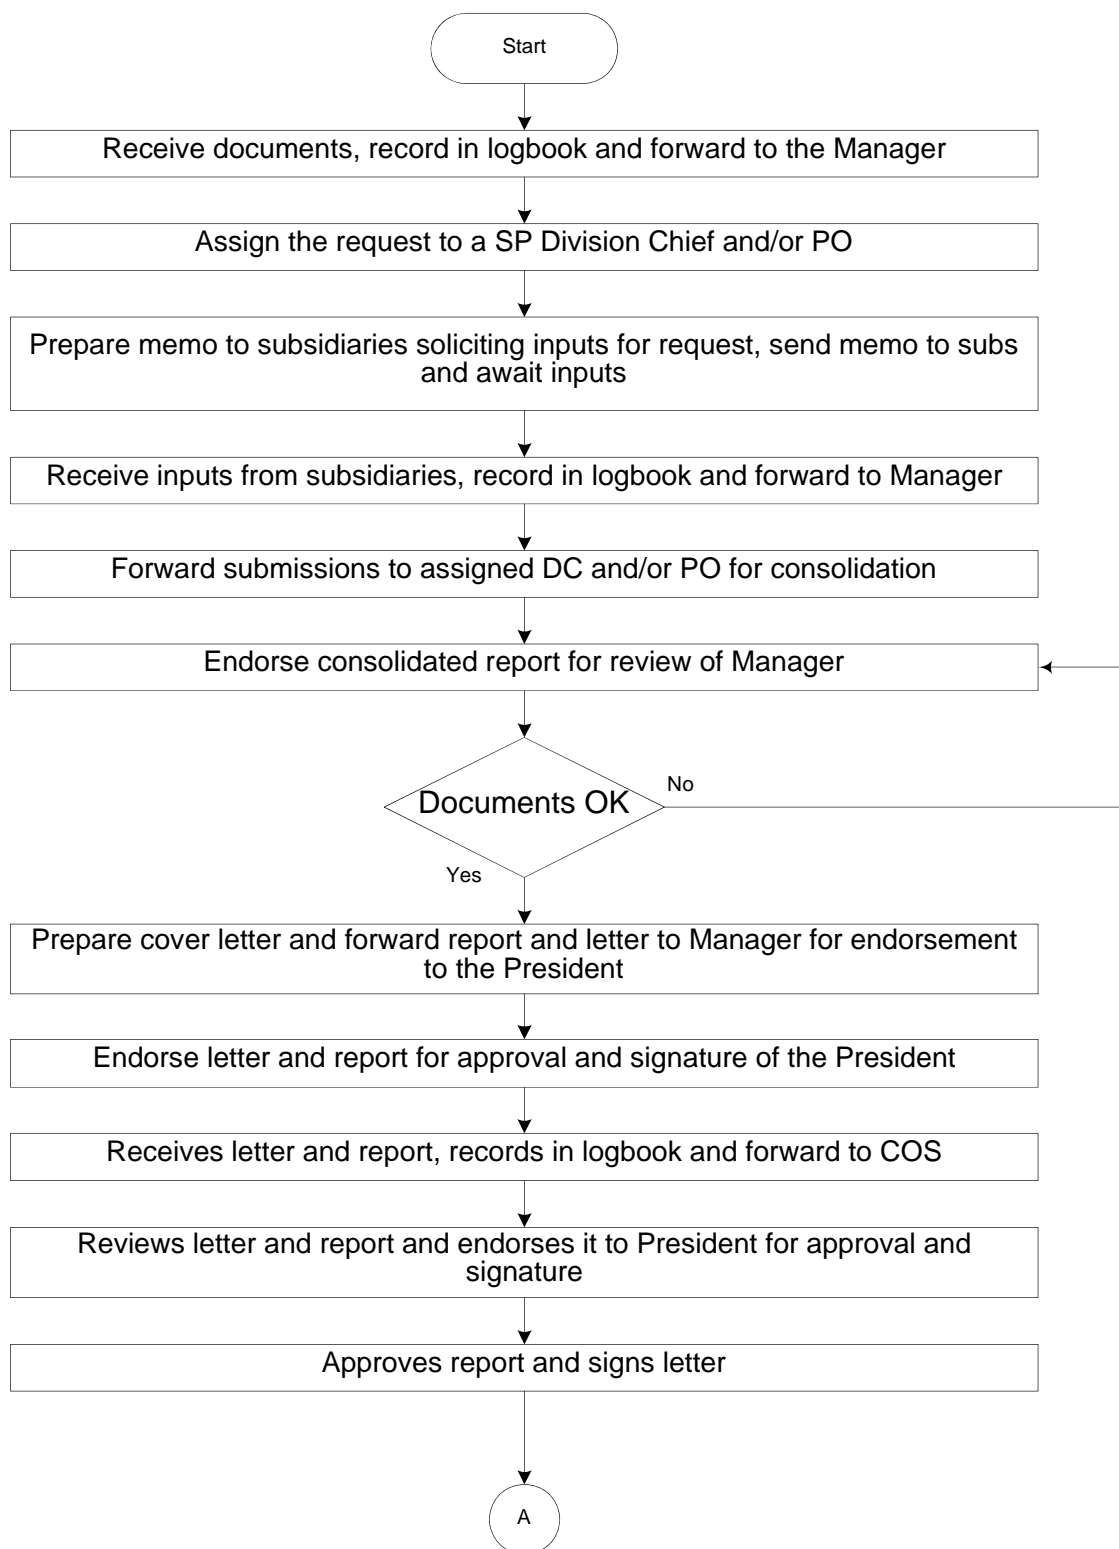 Start
Receive documents, record in logbook and forward to the Manager
Assign the request to a SP Division Chief and/or PO
Prepare memo to subsidiaries soliciting inputs for request, send memo to subs
and await inputs
Receive inputs from subsidiaries, record in logbook and forward to Manager
Forward submissions to assigned DC and/or PO for consolidation
Endorse consolidated report for review of Manager
No
Documents OK
Yes
Prepare cover letter and forward report and letter to Manager for endorsement
to the President
Endorse letter and report for approval and signature of the President
Receives letter and report, records in logbook and forward to COS
Reviews letter and report and endorses it to President for approval and
signature
Approves report and signs letter
A